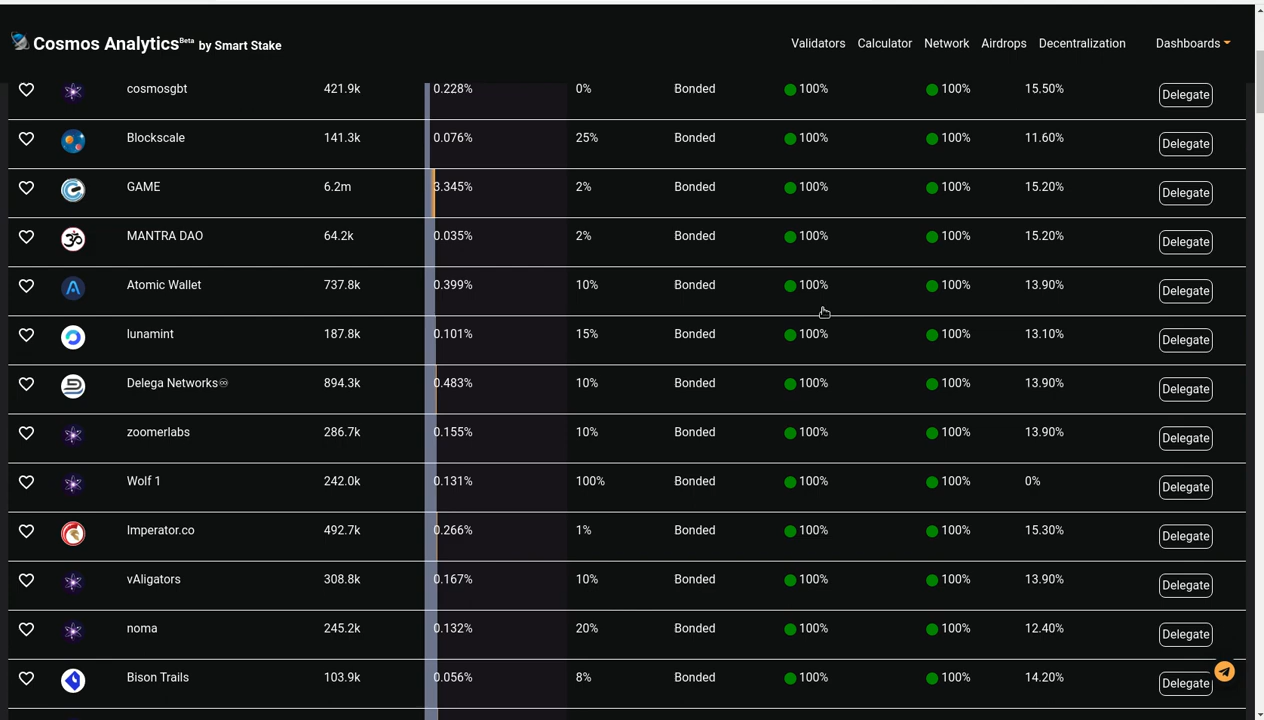 Cosmos Analytics Beta by Smart Stake Validators Calculator Network Airdrops Decentralization Dashboards
cosmosgbt 421.9k 0.228% 0% Bonded 100% 100% 15.50% Delegate
Blockscale 141.3k 0.076% 25% Bonded 100% 100% 11.60% Delegate
GAME 6.2m 3.345% 2% Bonded 100% 100% 15.20% Delegate
MANTRA DAO 64.2k 0.035% 2% Bonded 100% 100% 15.20% Delegate
Atomic Wallet 737.8k 0.399% 10% Bonded 100% 100% 13.90% Delegate
lunamint 187.8k 0.101% 15% Bonded 100% 100% 13.10% Delegate
Delega Networks♾ 894.3k 0.483% 10% Bonded 100% 100% 13.90% Delegate
zoomerlabs 286.7k 0.155% 10% Bonded 100% 100% 13.90% Delegate
Wolf 1 242.0k 0.131% 100% Bonded 100% 100% 0% Delegate
Imperator.co 492.7k 0.266% 1% Bonded 100% 100% 15.30% Delegate
vAligators 308.8k 0.167% 10% Bonded 100% 100% 13.90% Delegate
noma 245.2k 0.132% 20% Bonded 100% 100% 12.40% Delegate
Bison Trails 103.9k 0.056% 8% Bonded 100% 100% 14.20% Delegate